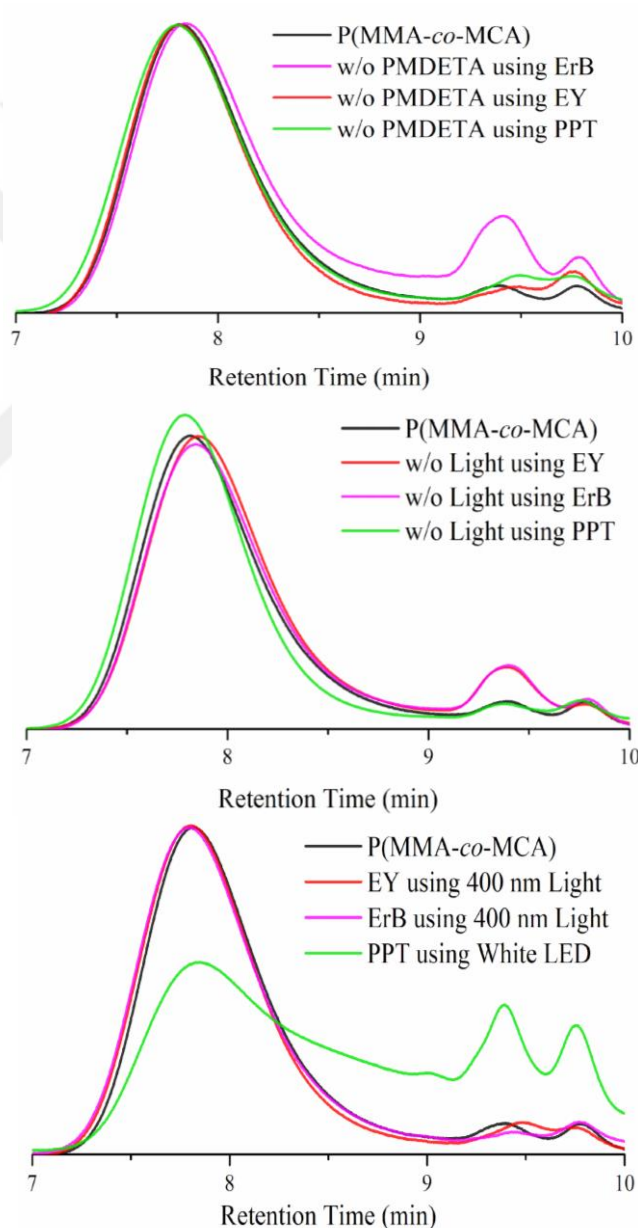 P(MMA-co-MCA)
w/o PMDETA using ErB
w/o PMDETA using EY
w/o PMDETA using PPT
7 8 9 10
Retention Time (min)
P(MMA-co-MCA)
w/o Light using EY
w/o Light using ErB
w/o Light using PPT
7 8 9 10
Retention Time (min)
P(MMA-co-MCA)
EY using 400 nm Light
ErB using 400 nm Light
PPT using White LED
7 8 9 10
Retention Time (min)